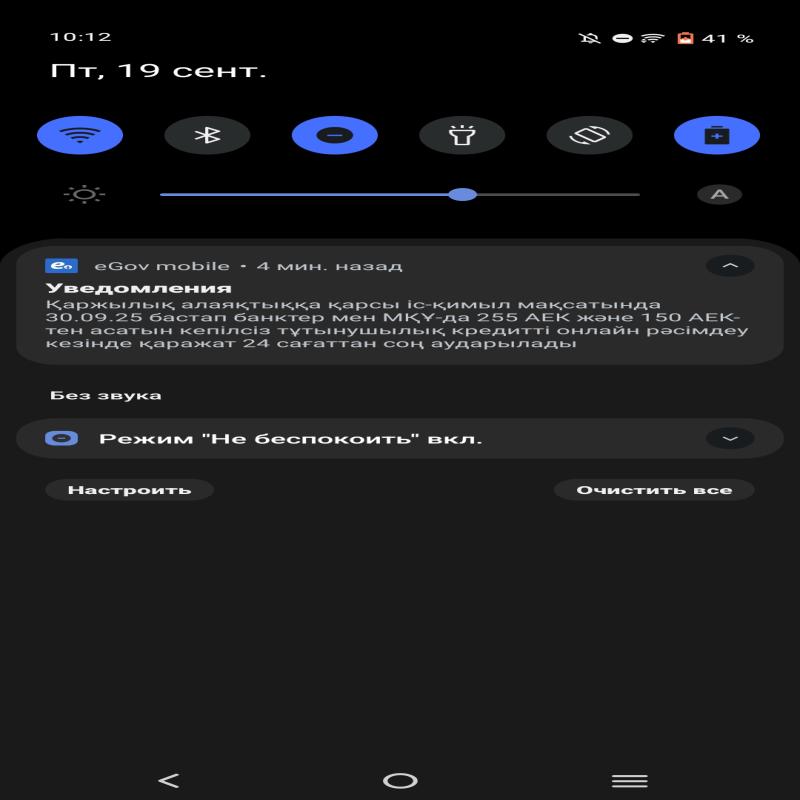 10:12
41 %
Пт, 19 сент.
A
eGov mobile • 4 мин. назад
Уведомления
Қаржылық алаяқтыққа қарсы іс-қимыл мақсатында
30.09.25 бастап банктер мен МҚҰ-да 255 АЕК және 150 АЕК-
тен асатын кепілсіз тұтынушылық кредитті онлайн рәсімдеу
кезінде қаражат 24 сағаттан соң аударылады
Без звука
Режим "Не беспокоить" вкл.
Настроить
Очистить все